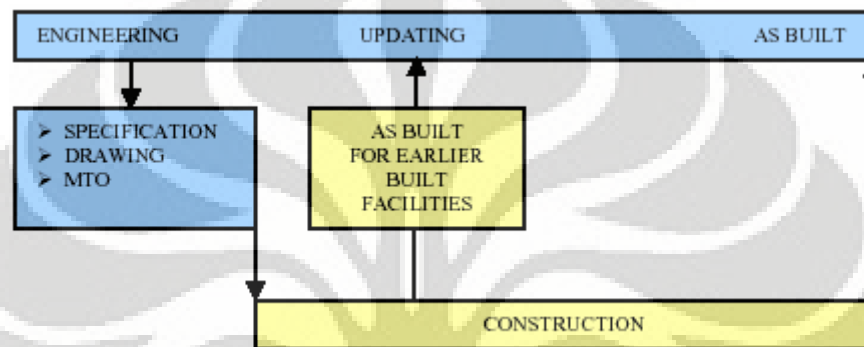 ENGINEERING UPDATING AS BUILT
➢ SPECIFICATION
➢ DRAWING
➢ MTO
AS BUILT
FOR EARLIER
BUILT
FACILITIES
CONSTRUCTION